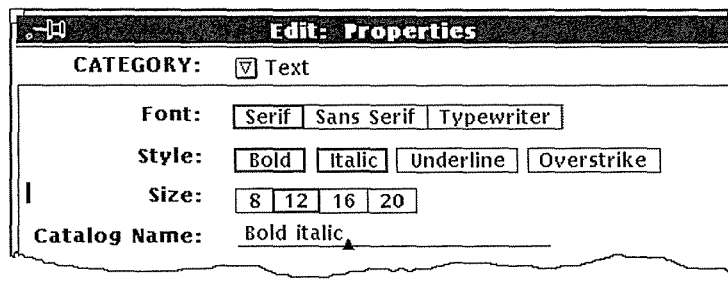 Edit: Properties
CATEGORY: Text
Font: Serif Sans Serif Typewriter
Style: Bold Italic Underline Overstrike
Size: 8 12 16 20
Catalog Name: Bold italic